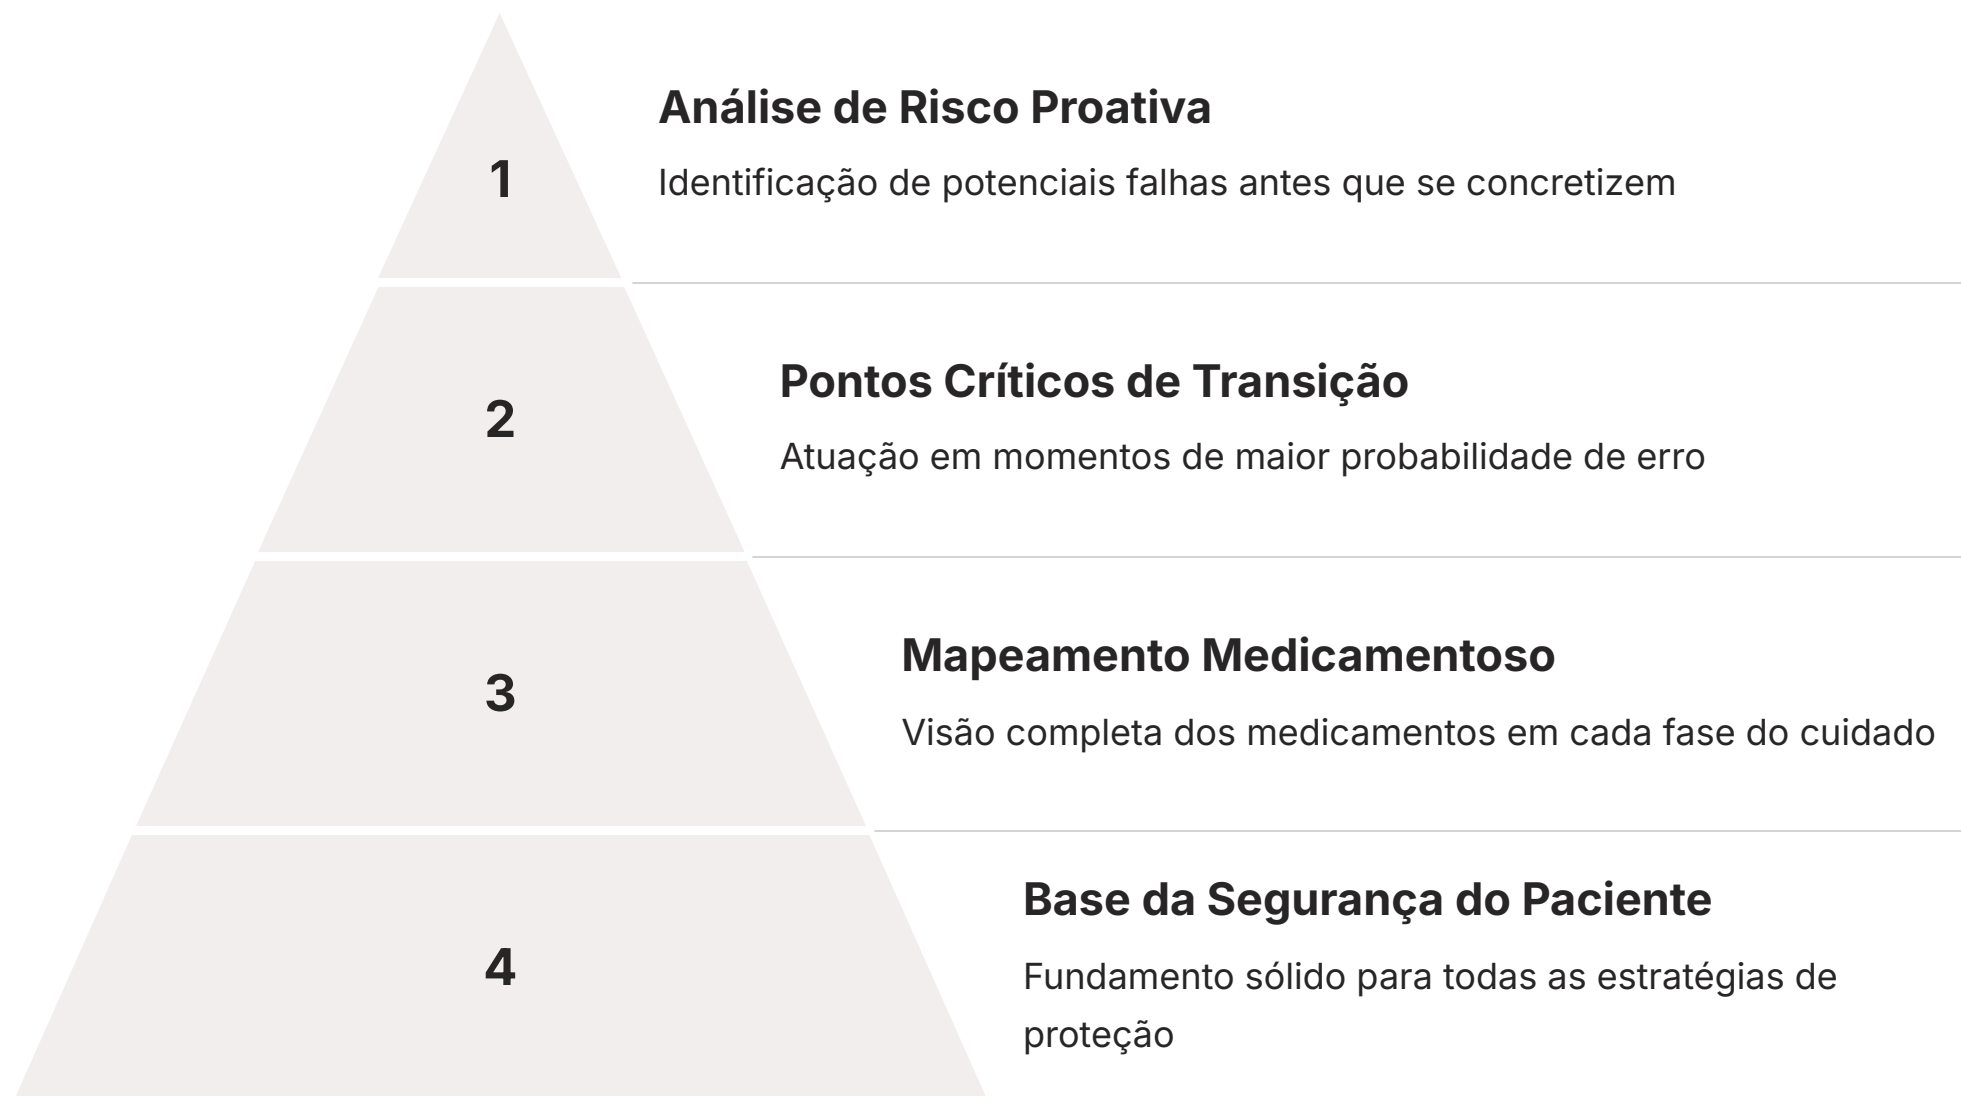 1
Análise de Risco Proativa
Identificação de potenciais falhas antes que se concretizem
2
Pontos Críticos de Transição
Atuação em momentos de maior probabilidade de erro
3
Mapeamento Medicamentoso
Visão completa dos medicamentos em cada fase do cuidado
4
Base da Segurança do Paciente
Fundamento sólido para todas as estratégias de
proteção